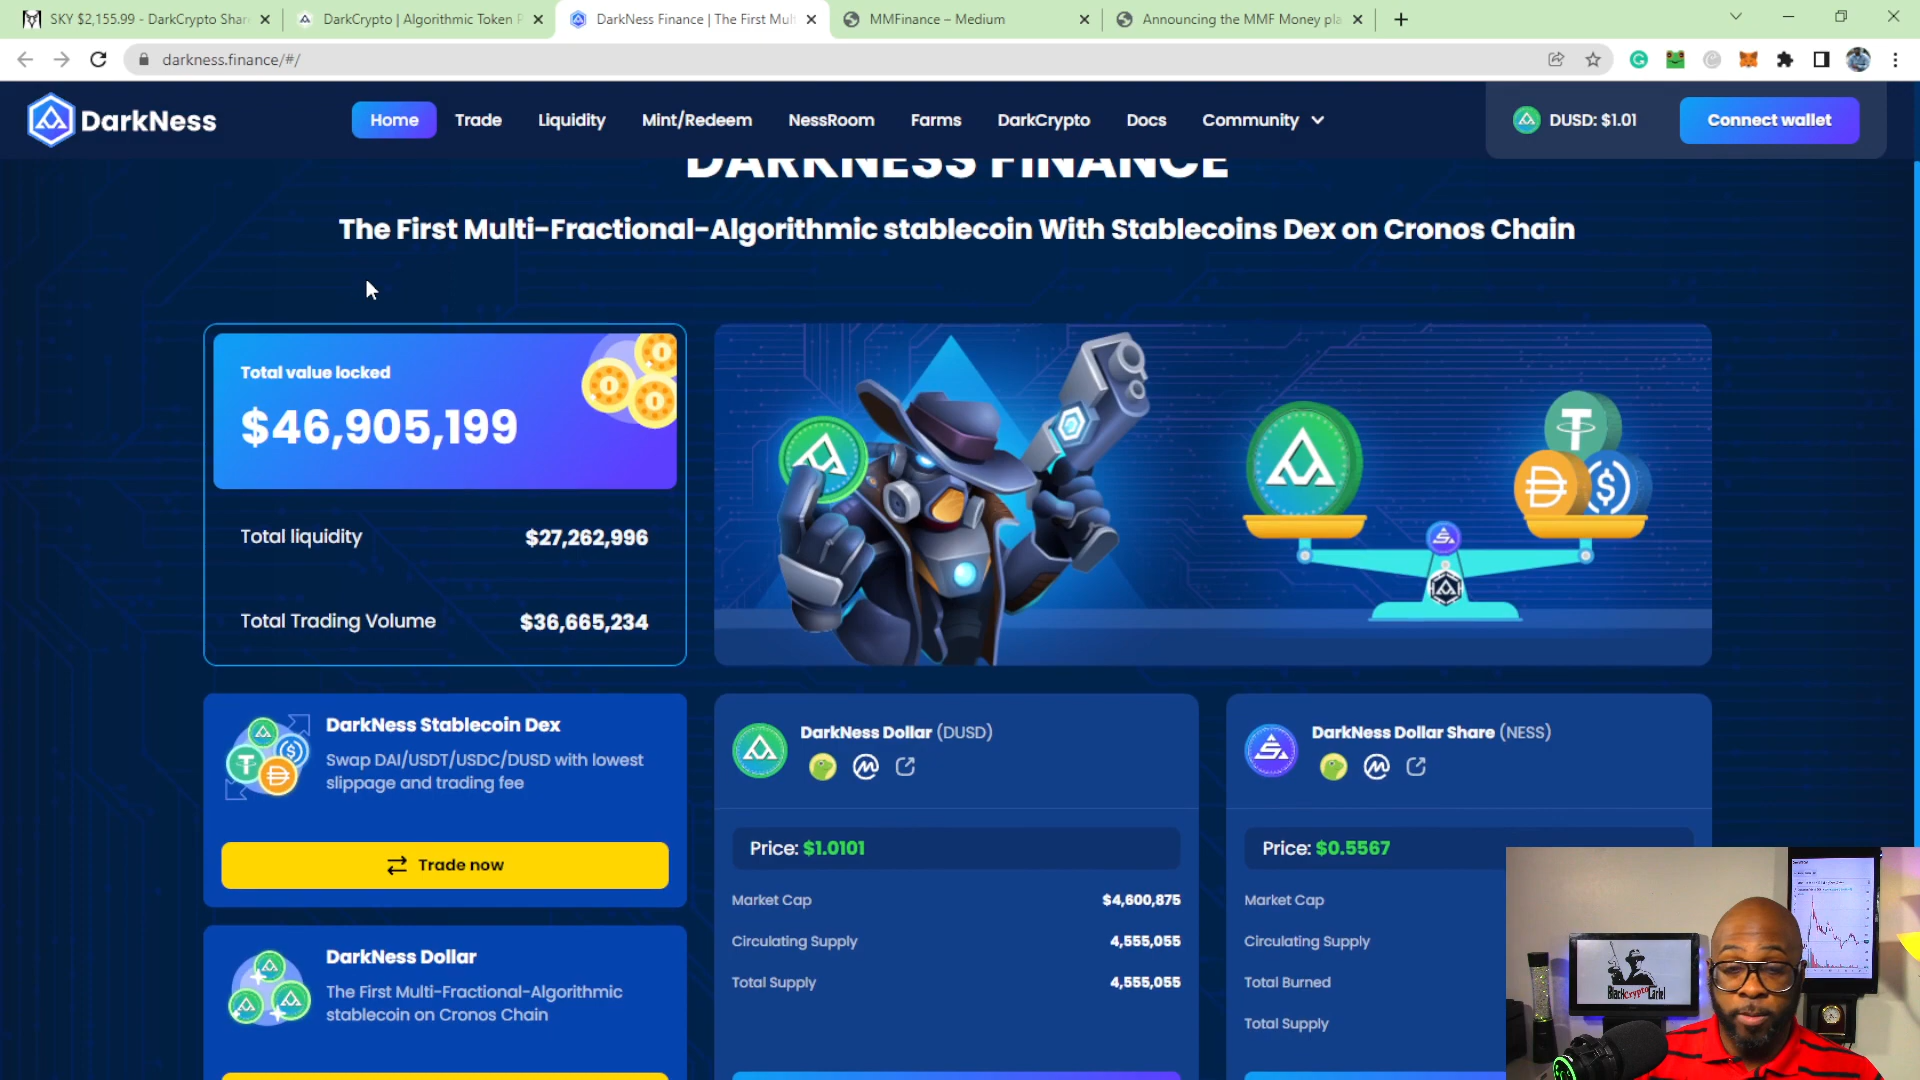 SKY $2,155.99 - DarkCrypto Shar
DarkCrypto | Algorithmic Token P
DarkNess Finance | The First Mult
MMFinance – Medium
Announcing the MMF Money pla
darkness.finance/#/
DarkNess
Home
Trade
Liquidity
Mint/Redeem
NessRoom
Farms
DarkCrypto
Docs
Community
DUSD: $1.01
Connect wallet
DARKNESS FINANCE
The First Multi-Fractional-Algorithmic stablecoin With Stablecoins Dex on Cronos Chain
Total value locked
$46,905,199
Total liquidity
$27,262,996
Total Trading Volume
$36,665,234
DarkNess Stablecoin Dex
Swap DAI/USDT/USDC/DUSD with lowest
slippage and trading fee
Trade now
DarkNess Dollar
The First Multi-Fractional-Algorithmic
stablecoin on Cronos Chain
DarkNess Dollar (DUSD)
Price: $1.0101
Market Cap
$4,600,875
Circulating Supply
4,555,055
Total Supply
4,555,055
DarkNess Dollar Share (NESS)
Price: $0.5567
Market Cap
Circulating Supply
Total Burned
Total Supply
BlackCryptoCartel